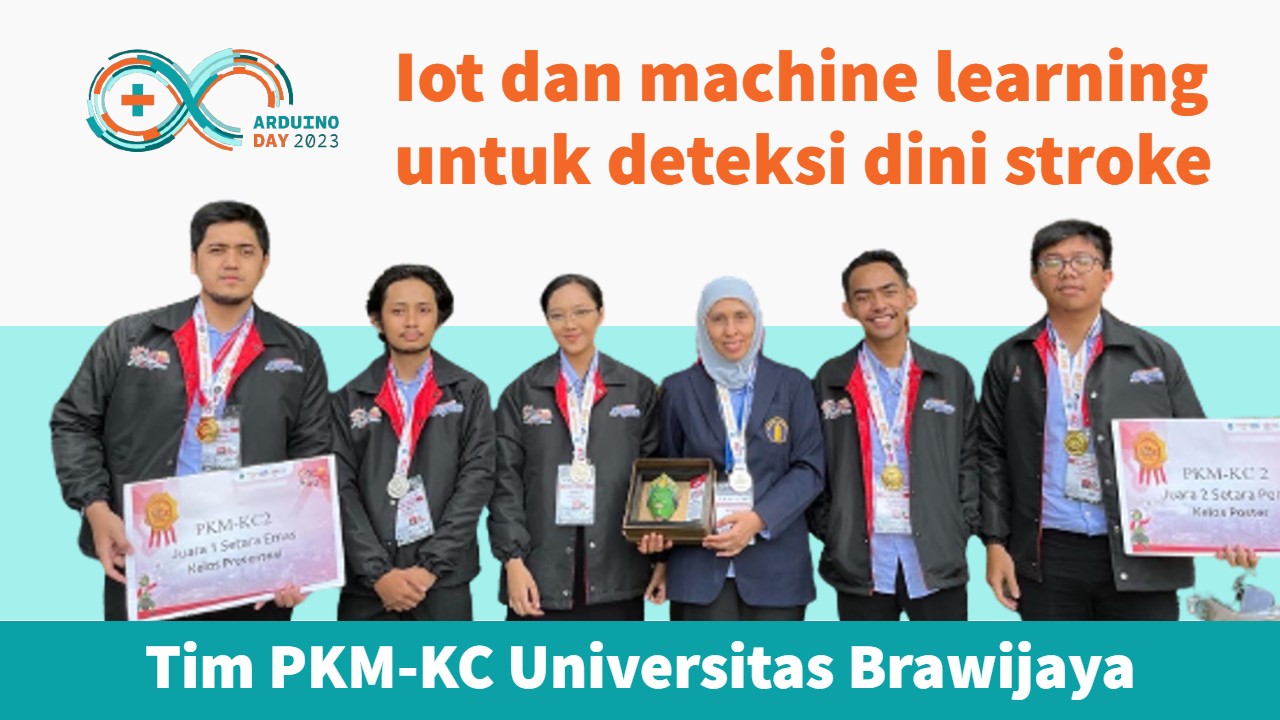 Iot dan machine learning
untuk deteksi dini stroke
ARDUINO
DAY 2023
PKM-KC2
Juara 1 Setara Emas
Kelas Presentasi
PKM-KC 2
Juara 2 Setara Per
Kelas Poster
Tim PKM-KC Universitas Brawijaya